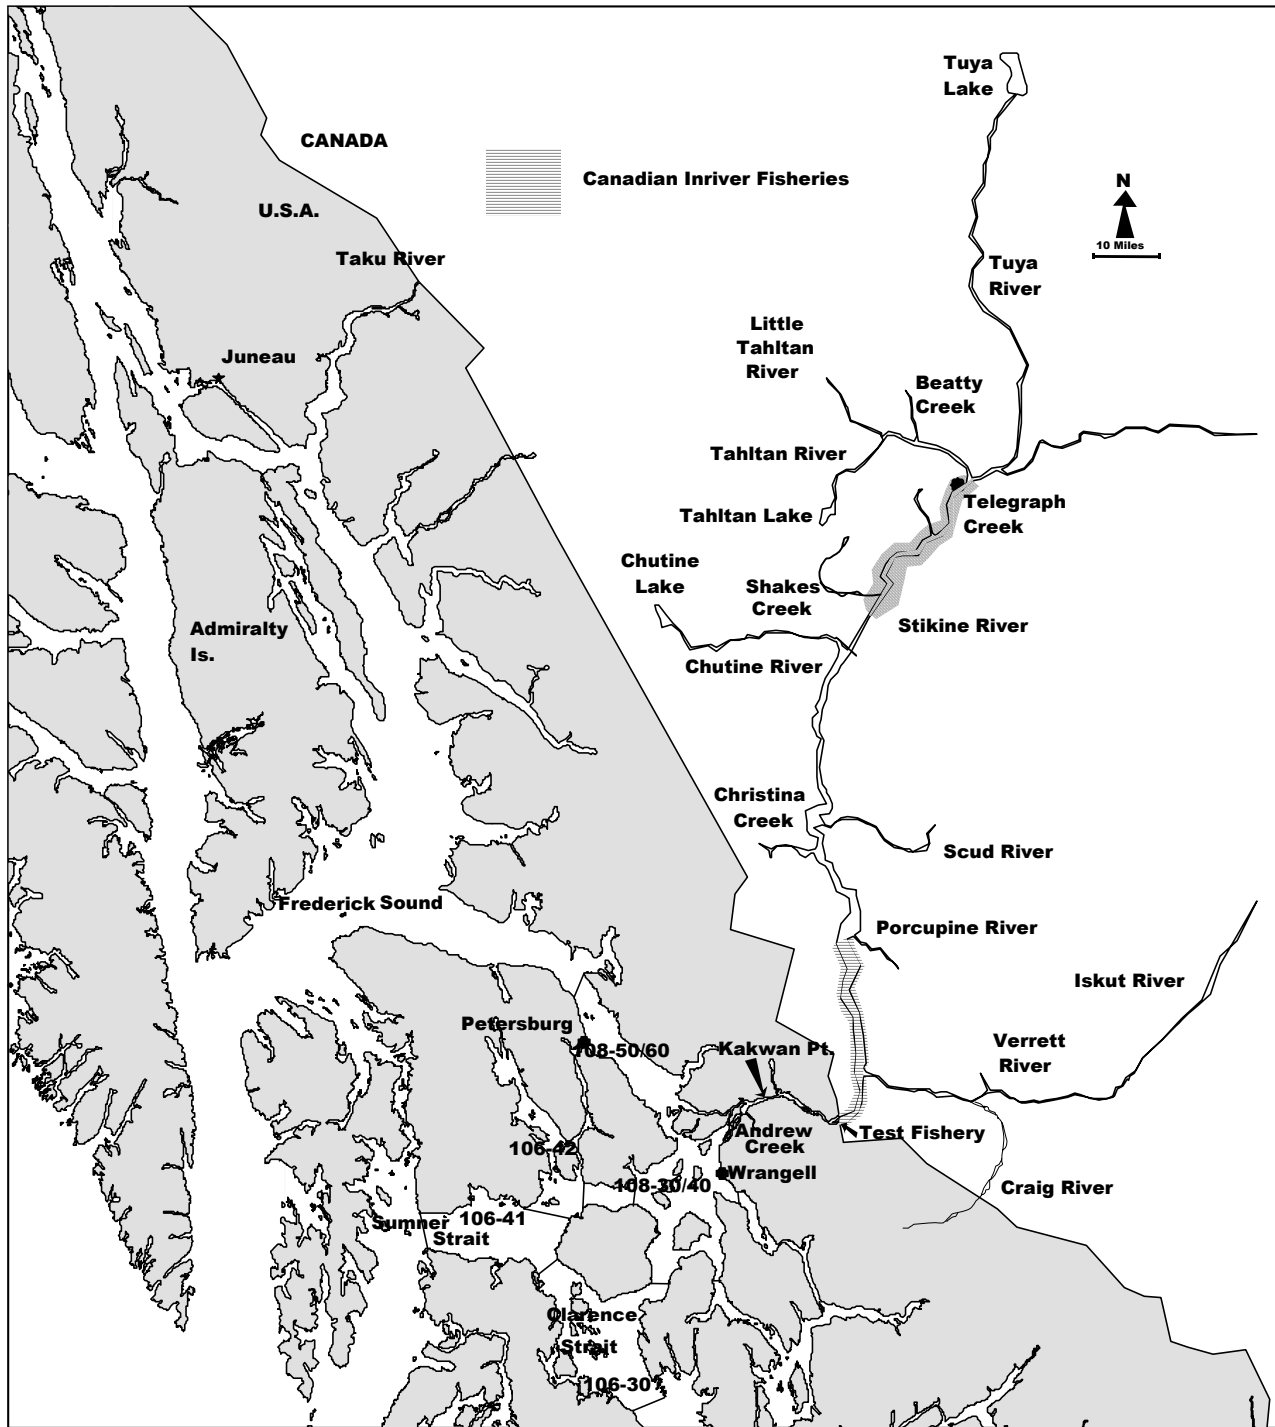 Tuya
Lake
CANADA
Canadian Inriver Fisheries
N
U.S.A.
10 Miles
Taku River
Tuya
River
Little
Tahltan
River
Juneau
Beatty
Creek
Tahltan River
Telegraph
Creek
Tahltan Lake
Chutine
Lake
Shakes
Creek
Admiralty
Is.
Stikine River
Chutine River
Christina
Creek
Scud River
Frederick Sound
Porcupine River
Iskut River
Petersburg
108-50/60
Kakwan Pt.
Verrett
River
Andrew
Creek
Test Fishery
106-42
Wrangell
108-30/40
Craig River
Sumner
Strait
106-41
Clarence
Strait
106-30